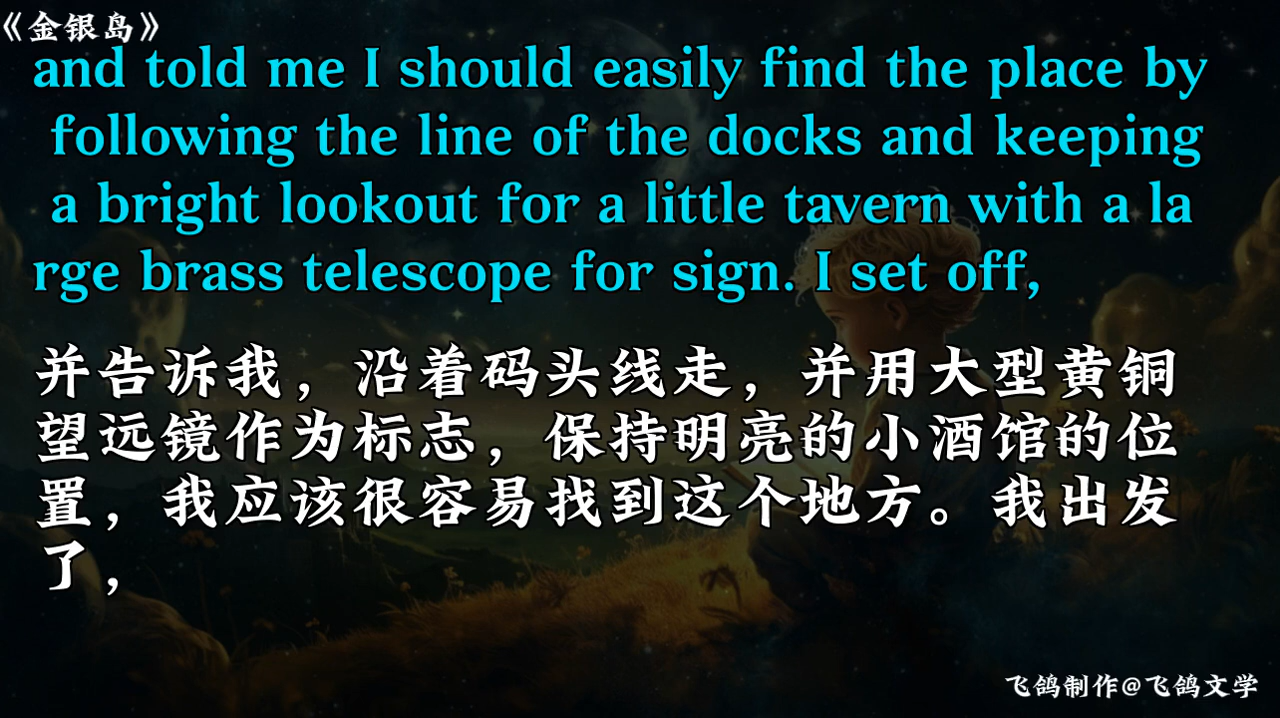 《金银岛》
and told me I should easily find the place by
following the line of the docks and keeping
a bright lookout for a little tavern with a la
rge brass telescope for sign. I set off,
并告诉我，沿着码头线走，并用大型黄铜
望远镜作为标志，保持明亮的小酒馆的位
置，我应该很容易找到这个地方。我出发
了，
飞鸽制作@飞鸽文学